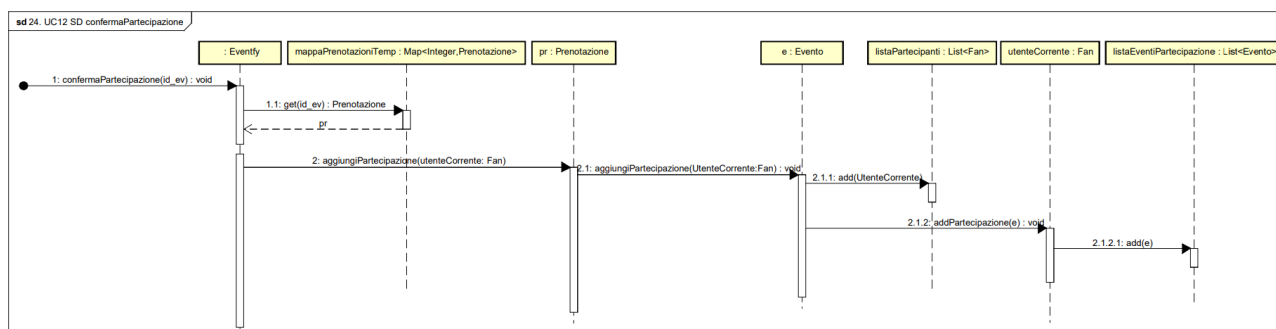 sd 24. UC12 SD confermaPartecipazione
: Eventfy
mappaPrenotazioniTemp : Map<Integer,Prenotazione>
pr : Prenotazione
e : Evento
listaPartecipanti : List<Fan>
utenteCorrente : Fan
listaEventiPartecipazione : List<Evento>
1: confermaPartecipazione(id_ev) : void
1.1: get(id_ev) : Prenotazione
pr
2: aggiungiPartecipazione(utenteCorrente: Fan)
2.1: aggiungiPartecipazione(UtenteCorrente:Fan) : void
2.1.1: add(UtenteCorrente)
2.1.2: addPartecipazione(e) : void
2.1.2.1: add(e)